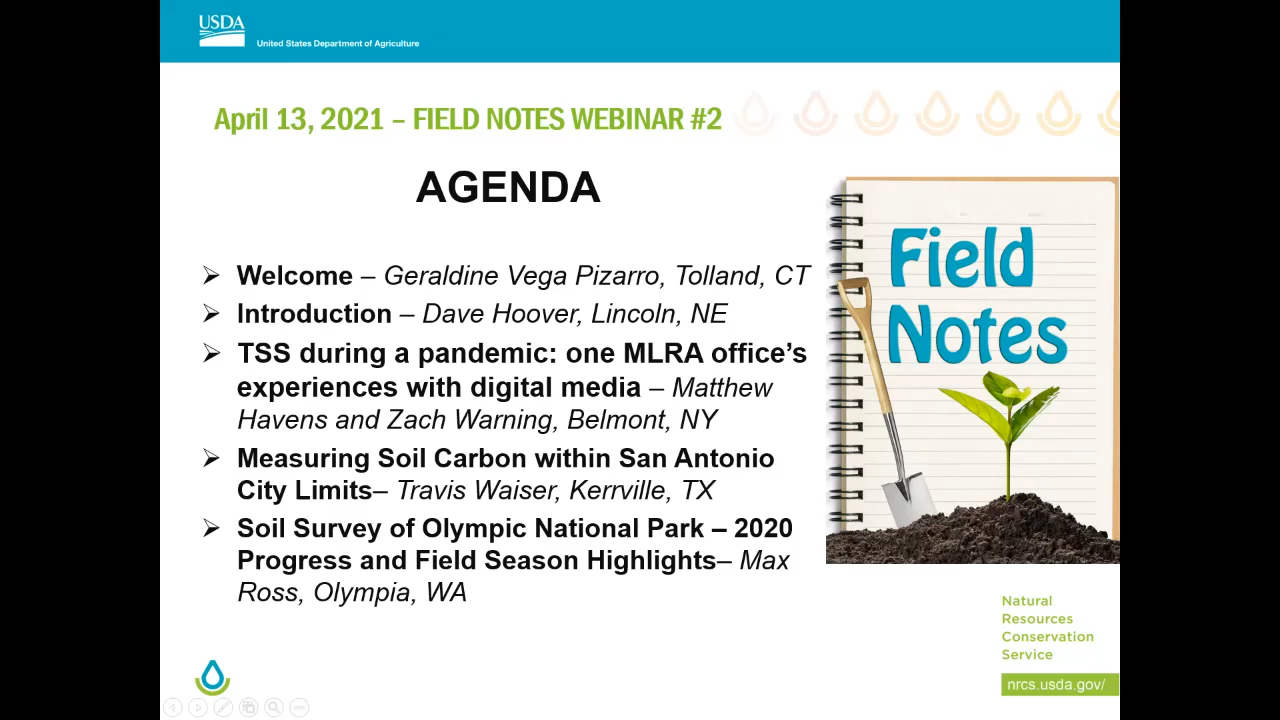 USDA
United States Department of Agriculture
April 13, 2021 – FIELD NOTES WEBINAR #2
AGENDA
➢ Welcome – Geraldine Vega Pizarro, Tolland, CT
➢ Introduction – Dave Hoover, Lincoln, NE
➢ TSS during a pandemic: one MLRA office's
experiences with digital media – Matthew
Havens and Zach Warning, Belmont, NY
➢ Measuring Soil Carbon within San Antonio
City Limits– Travis Waiser, Kerrville, TX
➢ Soil Survey of Olympic National Park – 2020
Progress and Field Season Highlights– Max
Ross, Olympia, WA
Field
Notes
Natural
Resources
Conservation
Service
nrcs.usda.gov/